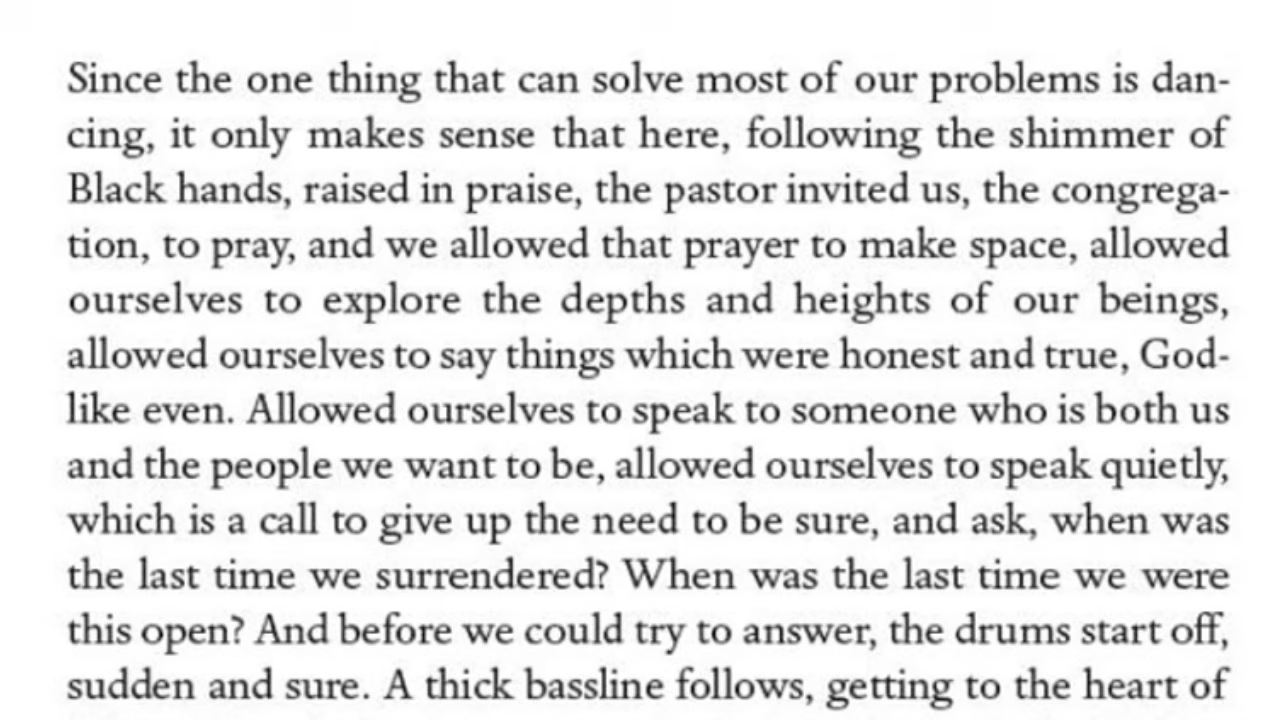 Since the one thing that can solve most of our problems is dan-
cing, it only makes sense that here, following the shimmer of
Black hands, raised in praise, the pastor invited us, the congrega-
tion, to pray, and we allowed that prayer to make space, allowed
ourselves to explore the depths and heights of our beings,
allowed ourselves to say things which were honest and true, God-
like even. Allowed ourselves to speak to someone who is both us
and the people we want to be, allowed ourselves to speak quietly,
which is a call to give up the need to be sure, and ask, when was
the last time we surrendered? When was the last time we were
this open? And before we could try to answer, the drums start off,
sudden and sure. A thick bassline follows, getting to the heart of